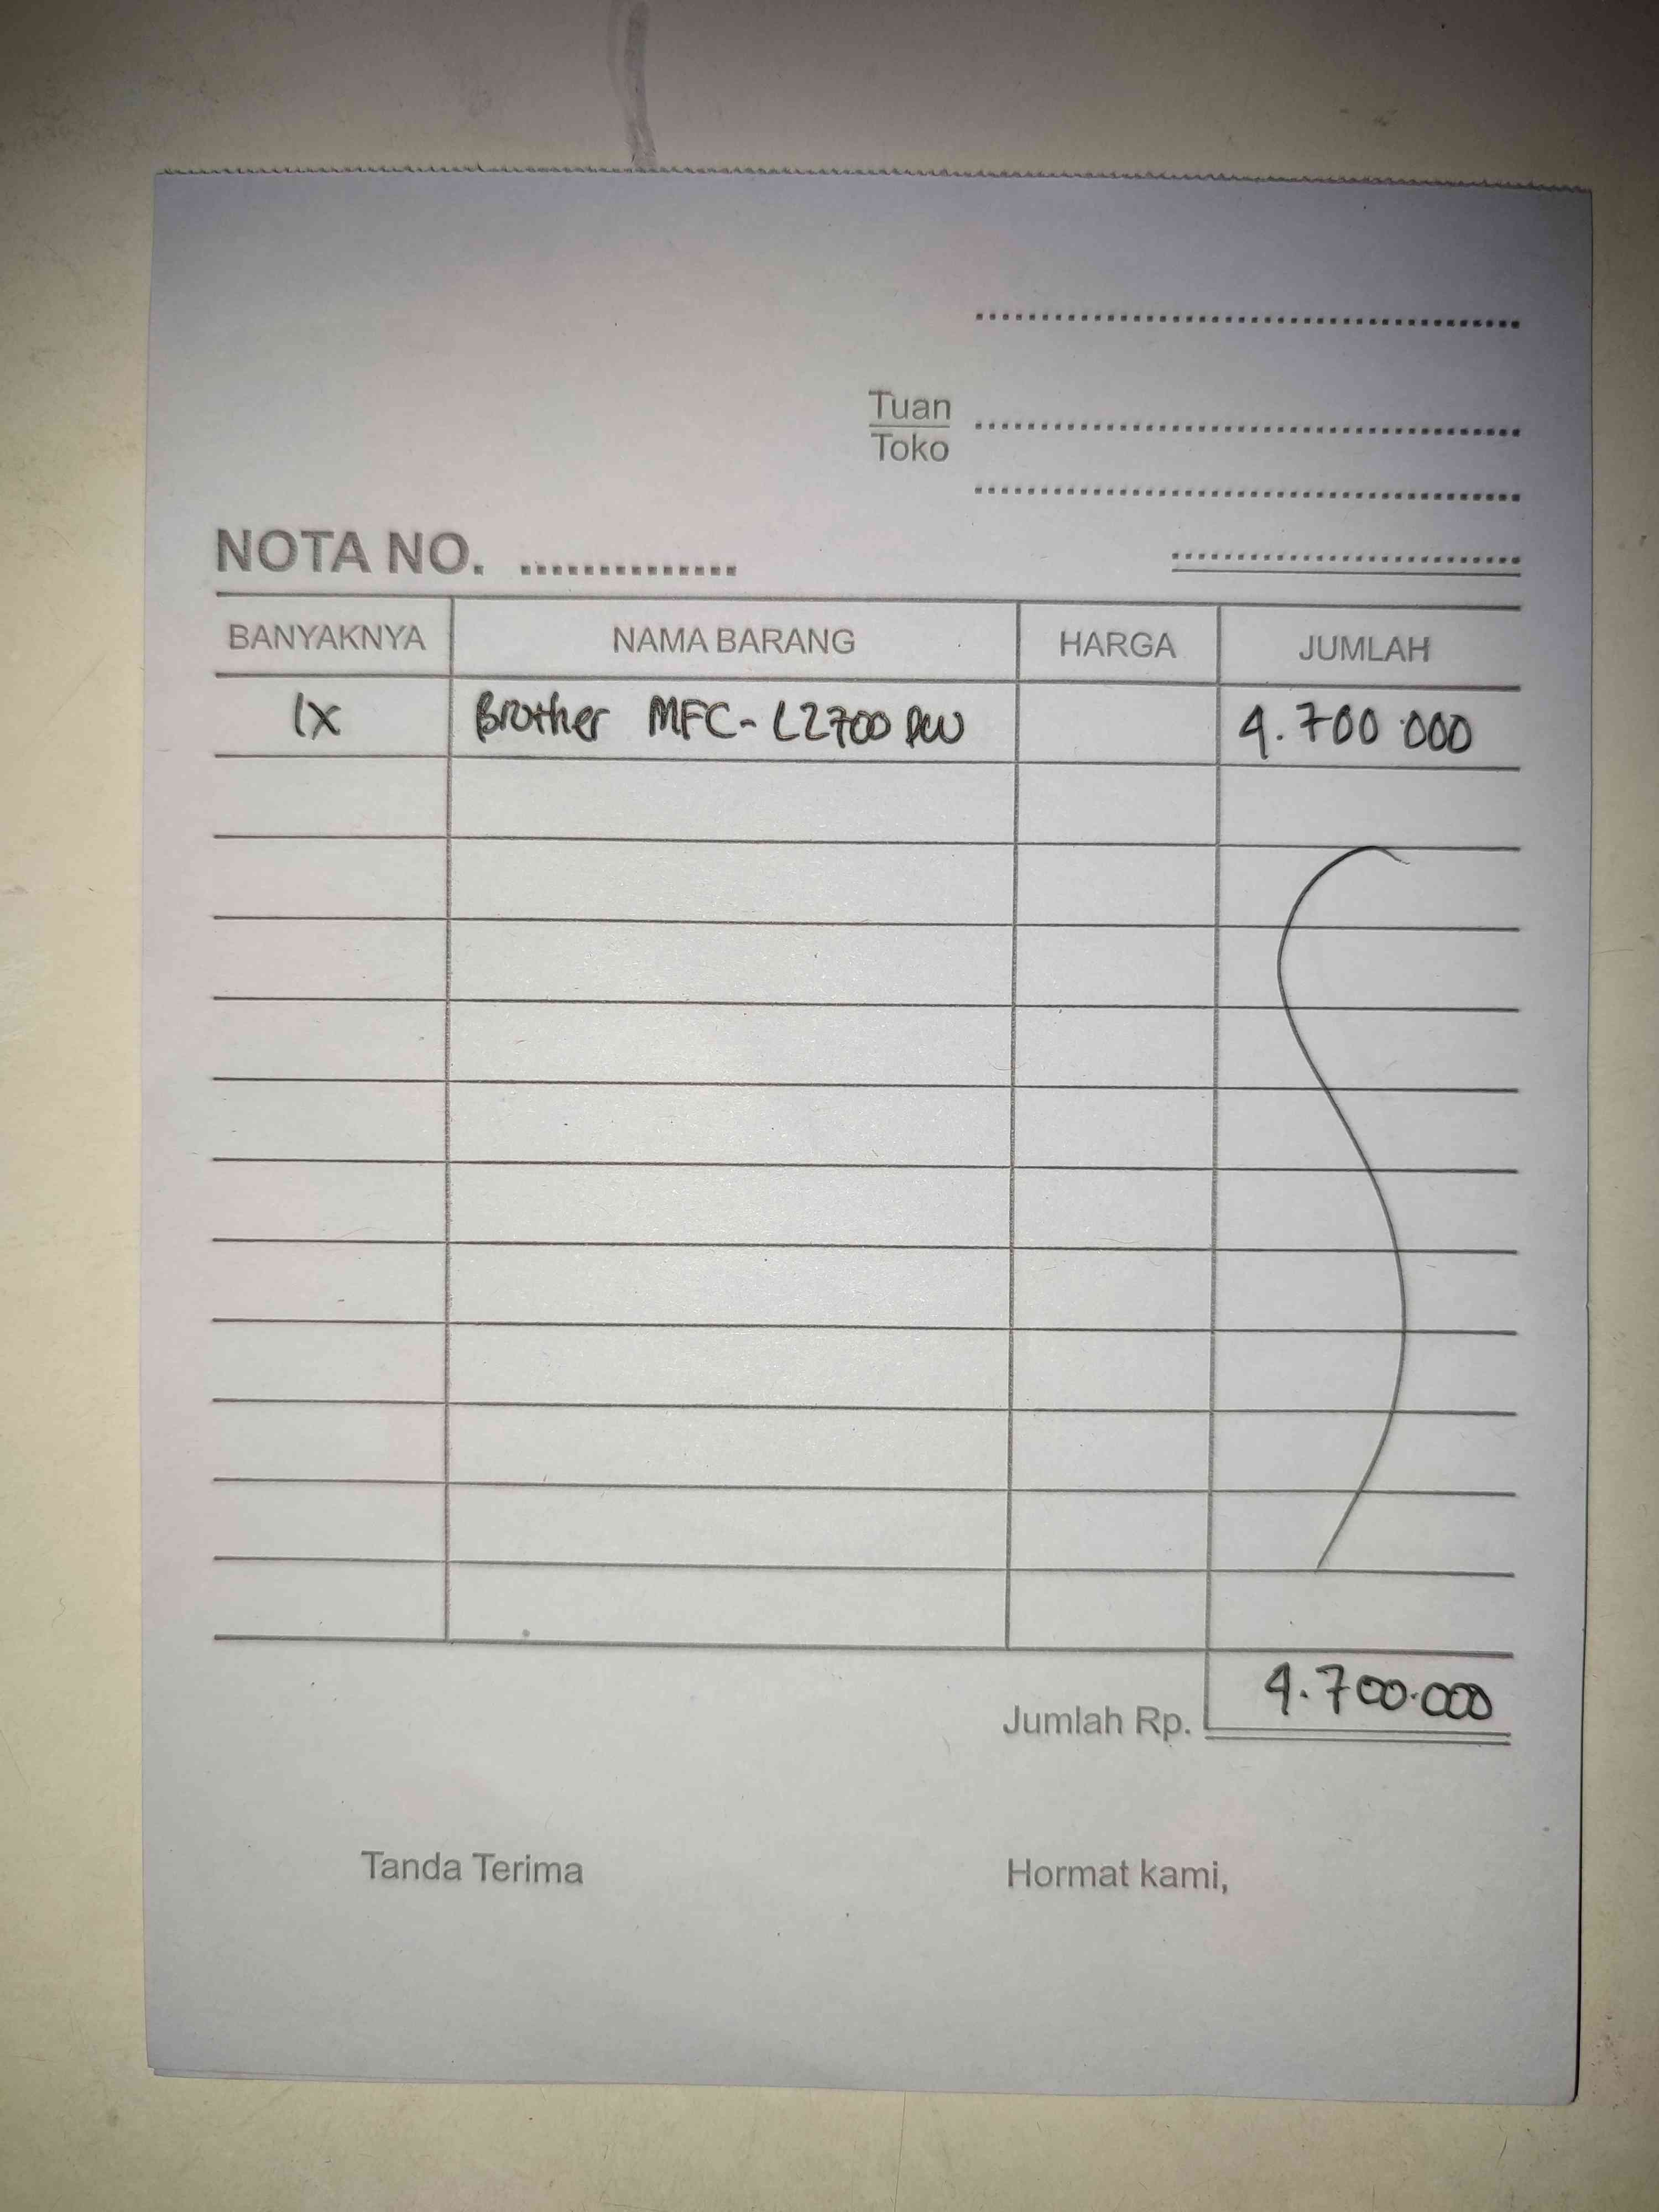 Tuan
Toko
NOTA NO. ..............
BANYAKNYA NAMA BARANG HARGA JUMLAH
1x Brother MFC-L2700 DW 4.700.000
Jumlah Rp. 4.700.000
Tanda Terima Hormat kami,